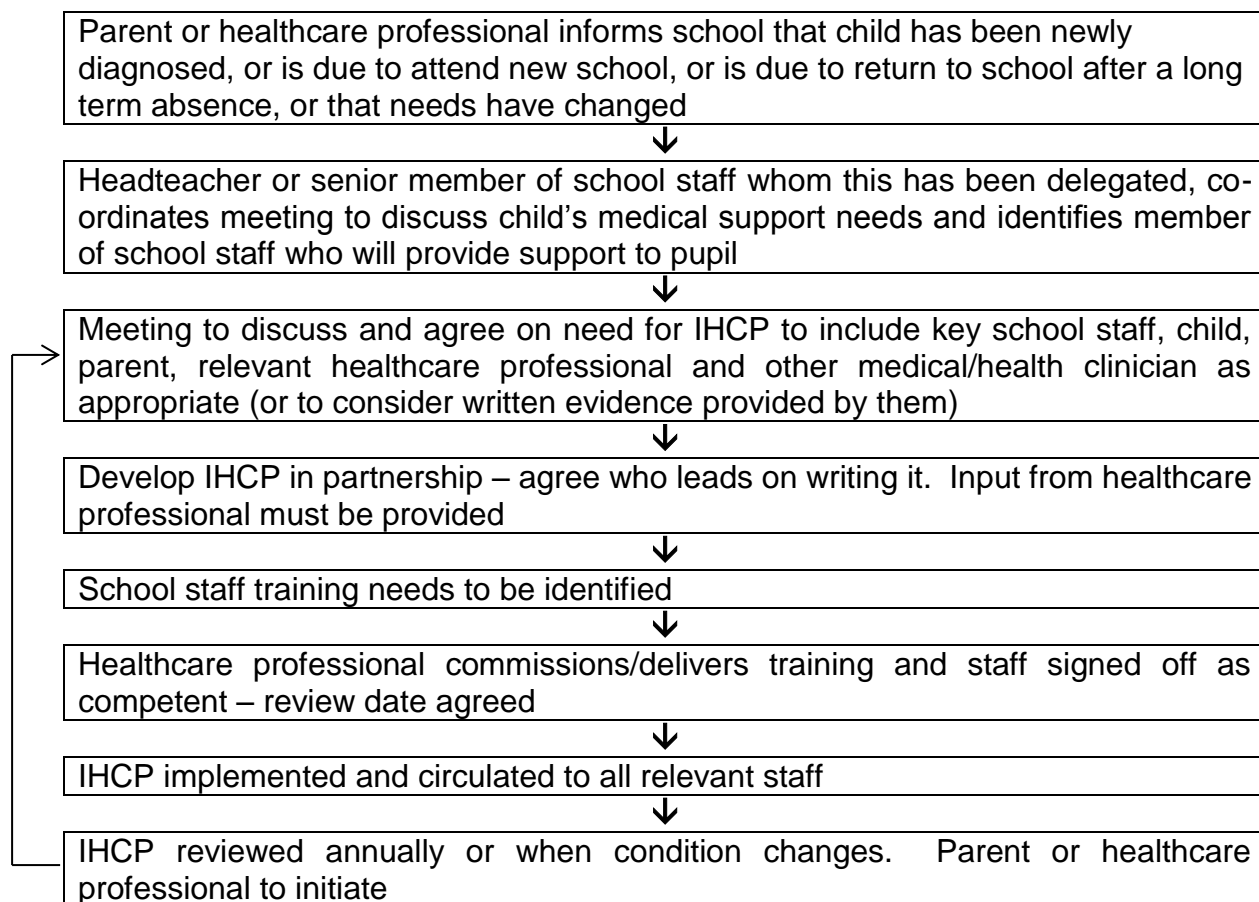 Parent or healthcare professional informs school that child has been newly
diagnosed, or is due to attend new school, or is due to return to school after a long
term absence, or that needs have changed
Headteacher or senior member of school staff whom this has been delegated, co-
ordinates meeting to discuss child's medical support needs and identifies member
of school staff who will provide support to pupil
Meeting to discuss and agree on need for IHCP to include key school staff, child,
parent, relevant healthcare professional and other medical/health clinician as
appropriate (or to consider written evidence provided by them)
Develop IHCP in partnership – agree who leads on writing it. Input from healthcare
professional must be provided
School staff training needs to be identified
Healthcare professional commissions/delivers training and staff signed off as
competent – review date agreed
IHCP implemented and circulated to all relevant staff
IHCP reviewed annually or when condition changes. Parent or healthcare
professional to initiate